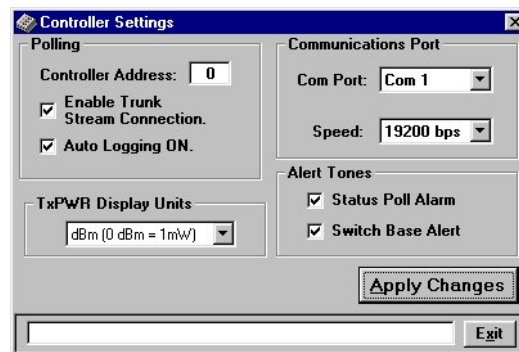 Controller Settings
Polling
Controller Address: 0
Enable Trunk
Stream Connection.
Auto Logging ON.
TxPWR Display Units
dBm (0 dBm = 1mW)
Communications Port
Com Port: Com 1
Speed: 19200 bps
Alert Tones
Status Poll Alarm
Switch Base Alert
Apply Changes
Exit